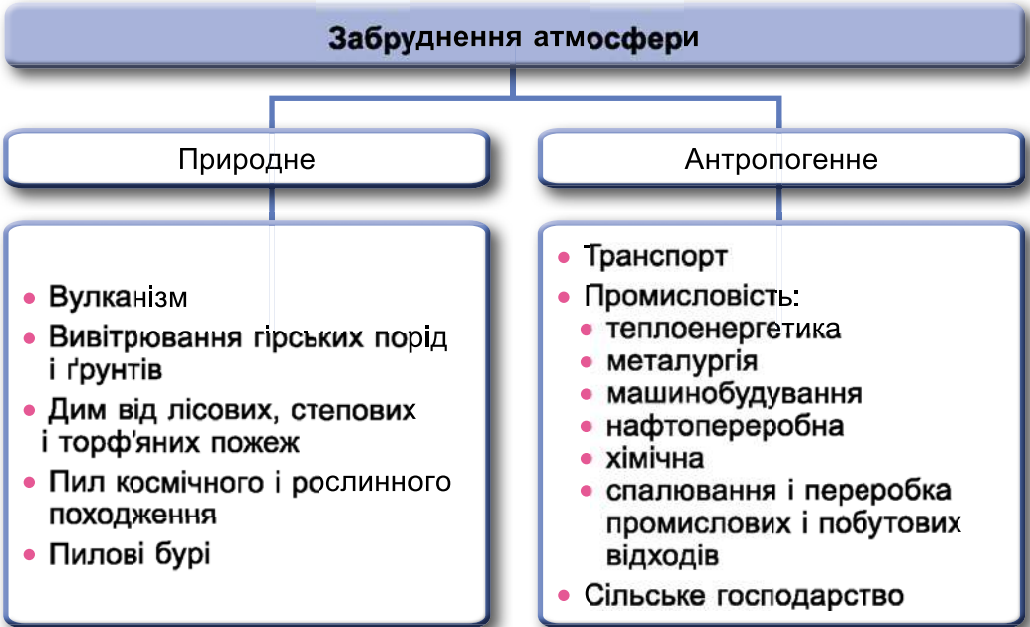 Забруднення атмосфери
Природне
Вулканізм
Вивітрювання гірських порід
і ґрунтів
Дим від лісових, степових
і торф'яних пожеж
Пил космічного і рослинного
походження
Пилові бурі
Антропогенне
Транспорт
Промисловість:
теплоенергетика
металургія
машинобудування
нафтопереробна
хімічна
спалювання і переробка
промислових і побутових
відходів
Сільське господарство